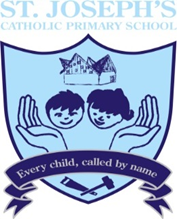 ST. JOSEPH'S
CATHOLIC PRIMARY SCHOOL
Every child, called by name